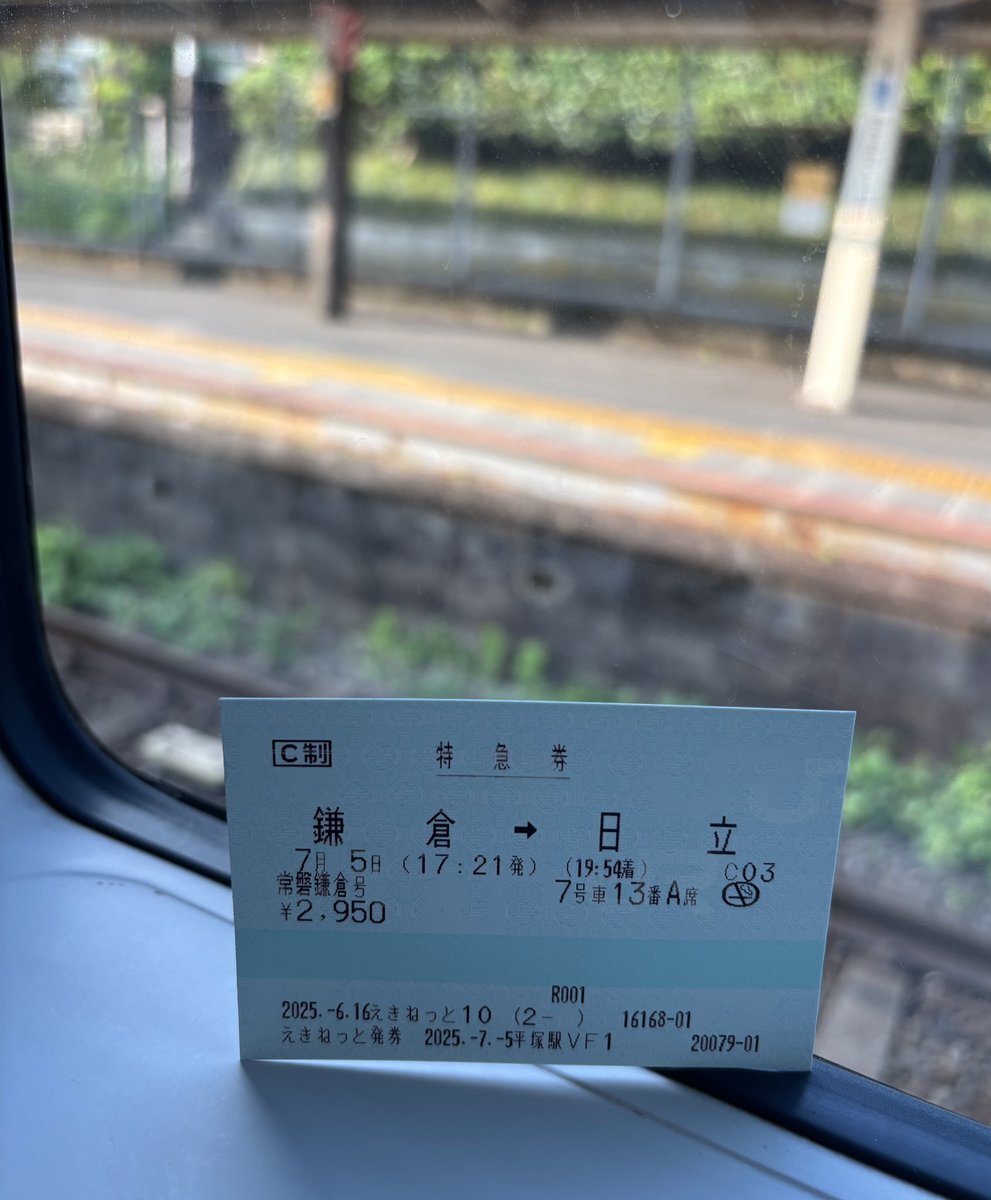 C制 特急券
鎌倉 → 日立
7月 5日 (17:21発) (19:54着) C03
常磐鎌倉号 7号車13番A席
¥2,950
R001
2025.-6.16えきねっと10 (2- ) 16168-01
えきねっと発券 2025.-7.-5平塚駅VF1 20079-01